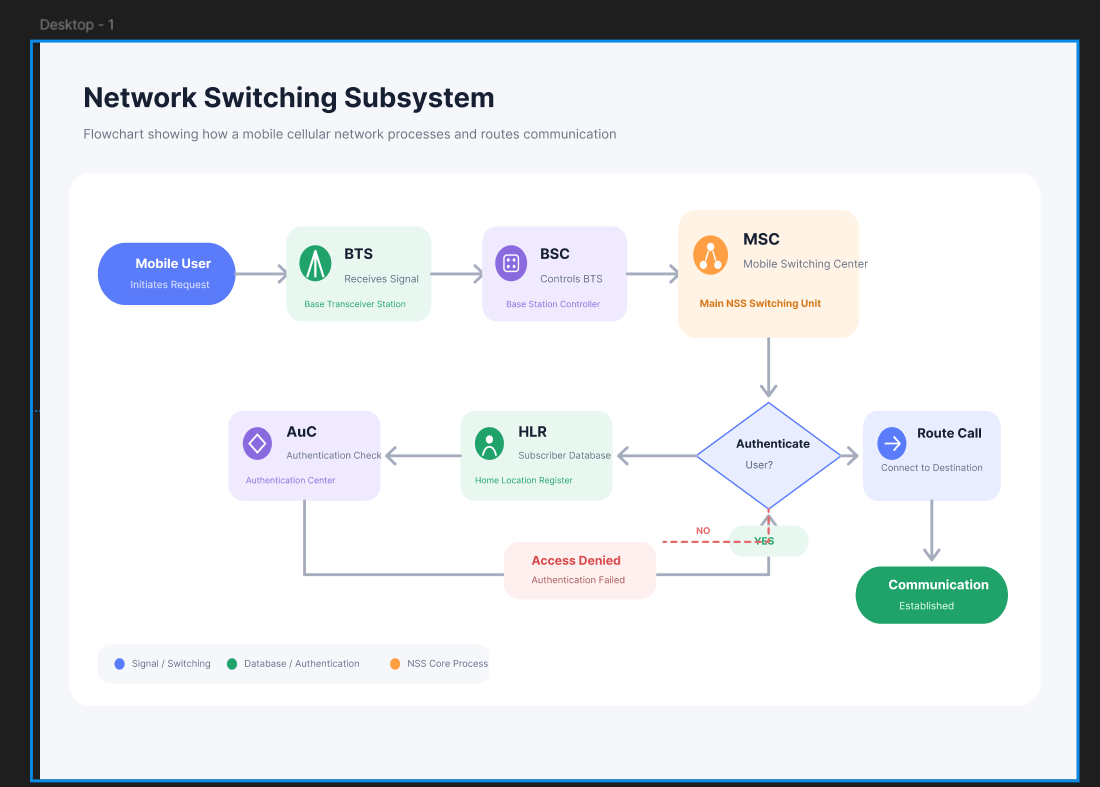 Desktop - 1
Network Switching Subsystem
Flowchart showing how a mobile cellular network processes and routes communication
Mobile User
Initiates Request
BTS
Receives Signal
Base Transceiver Station
BSC
Controls BTS
Base Station Controller
MSC
Mobile Switching Center
Main NSS Switching Unit
AuC
Authentication Check
Authentication Center
HLR
Subscriber Database
Home Location Register
Authenticate
User?
Route Call
Connect to Destination
NO
YES
Access Denied
Authentication Failed
Communication
Established
Signal / Switching
Database / Authentication
NSS Core Process